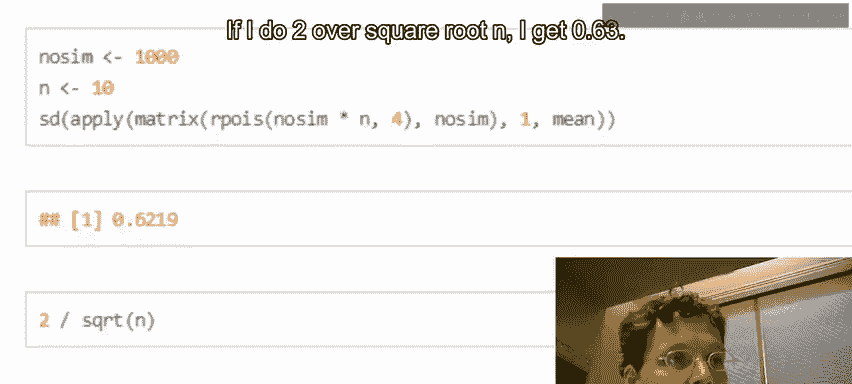 If I do 2 over square root n, I get 0.63.
nosim <- 1000
n <- 10
sd(apply(matrix(rpois(nosim * n, 4), nosim), 1, mean))
## [1] 0.6219
2 / sqrt(n)